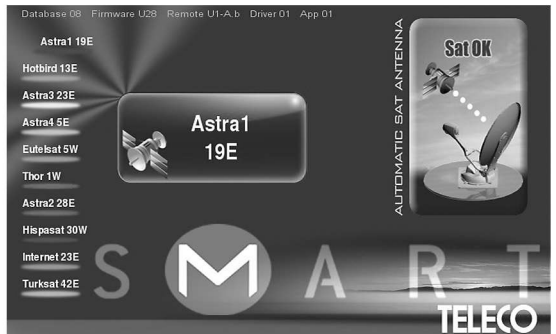 Database 08 Firmware U28 Remote U1-A.b Driver 01 App 01
Astra1 19E
Hotbird 13E
Astra3 23E
Astra4 5E
Eutelsat 5W
Thor 1W
Astra2 28E
Hispasat 30W
Internet 23E
Turksat 42E
Astra1
19E
AUTOMATIC SAT ANTENNA
Sat OK
SMART
TELECO